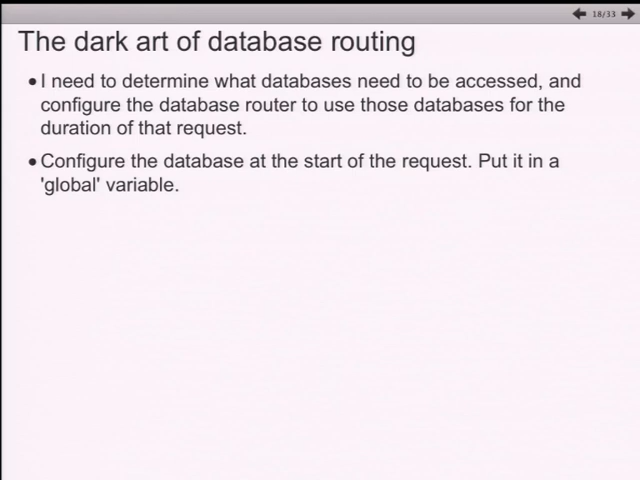 18/33
The dark art of database routing
•I need to determine what databases need to be accessed, and
configure the database router to use those databases for the
duration of that request.
•Configure the database at the start of the request. Put it in a
'global' variable.